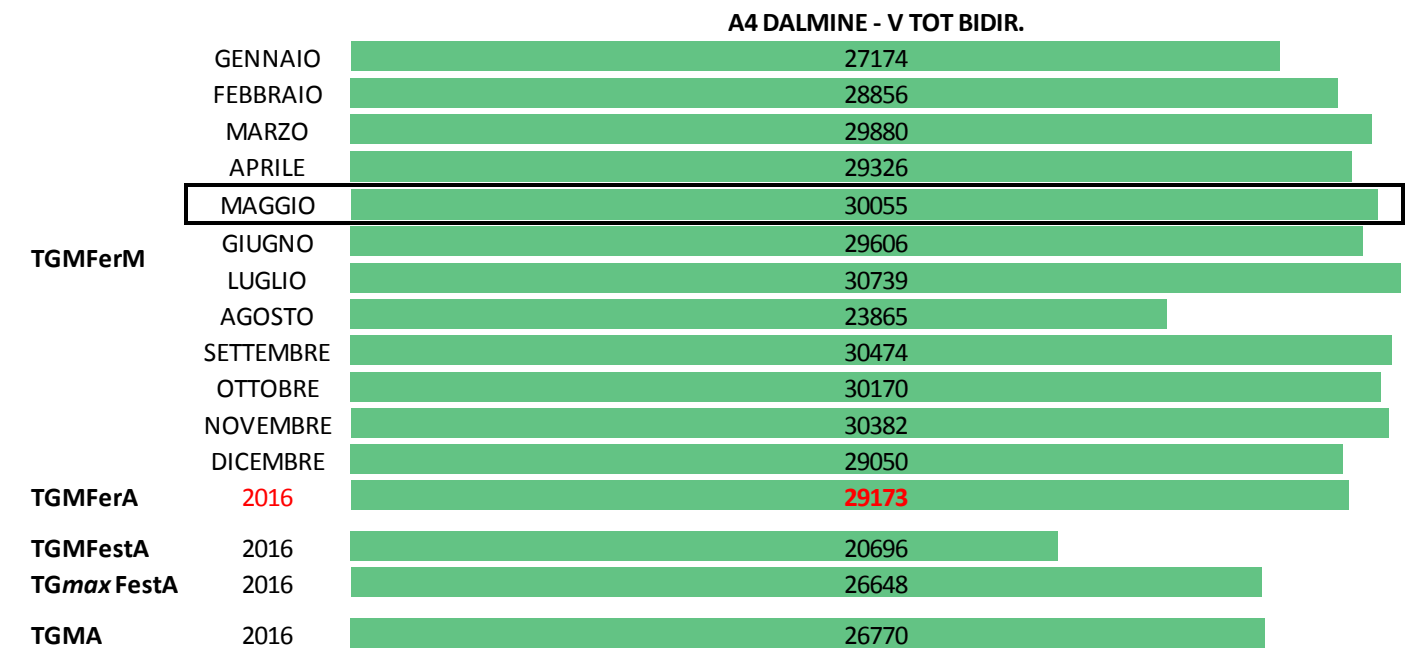 A4 DALMINE - V TOT BIDIR.
GENNAIO 27174
FEBBRAIO 28856
MARZO 29880
APRILE 29326
MAGGIO 30055
TGMFerM
GIUGNO 29606
LUGLIO 30739
AGOSTO 23865
SETTEMBRE 30474
OTTOBRE 30170
NOVEMBRE 30382
DICEMBRE 29050
TGMFerA 2016 29173
TGMFestA 2016 20696
TGmax FestA 2016 26648
TGMA 2016 26770